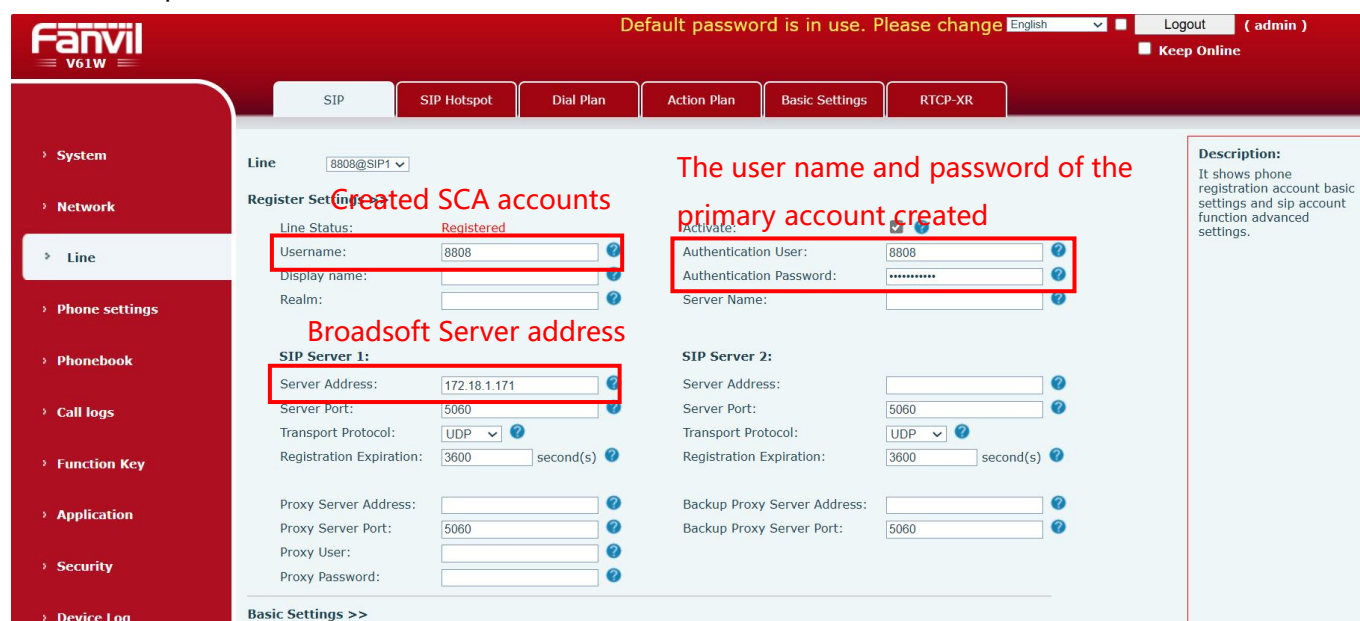 Fanvil
V61W
Default password is in use. Please change English Logout ( admin )
Keep Online
SIP SIP Hotspot Dial Plan Action Plan Basic Settings RTCP-XR
System
Network
Line
Phone settings
Phonebook
Call logs
Function Key
Application
Security
Device Log
Line 8808@SIP1
Register Settings >>
Created SCA accounts
The user name and password of the
primary account created
Line Status: Registered Activate:
Username: 8808 Authentication User: 8808
Display name: Authentication Password: •••••••••••
Realm: Server Name:
Broadsoft Server address
SIP Server 1: SIP Server 2:
Server Address: 172.18.1.171 Server Address:
Server Port: 5060 Server Port: 5060
Transport Protocol: UDP Transport Protocol: UDP
Registration Expiration: 3600 second(s) Registration Expiration: 3600 second(s)
Proxy Server Address: Backup Proxy Server Address:
Proxy Server Port: 5060 Backup Proxy Server Port: 5060
Proxy User:
Proxy Password:
Basic Settings >>
Description:
It shows phone
registration account basic
settings and sip account
function advanced
settings.